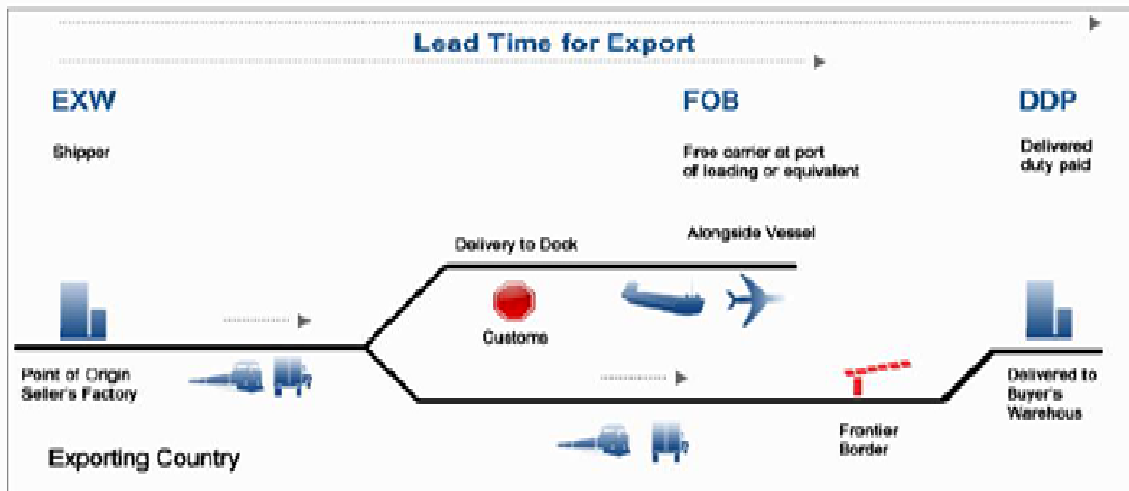 Lead Time for Export
EXW
FOB
DDP
Shipper
Free carrier at port
of loading or equivalent
Delivered
duty paid
Delivery to Dock
Alongside Vessel
Customs
Point of Origin
Seller's Factory
Delivered to
Buyer's
Warehous
Frontier
Border
Exporting Country